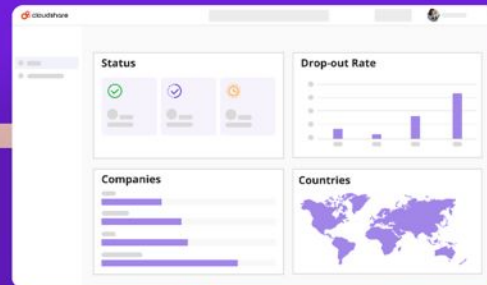 cloudshare
Status
Drop-out Rate
Companies
Countries